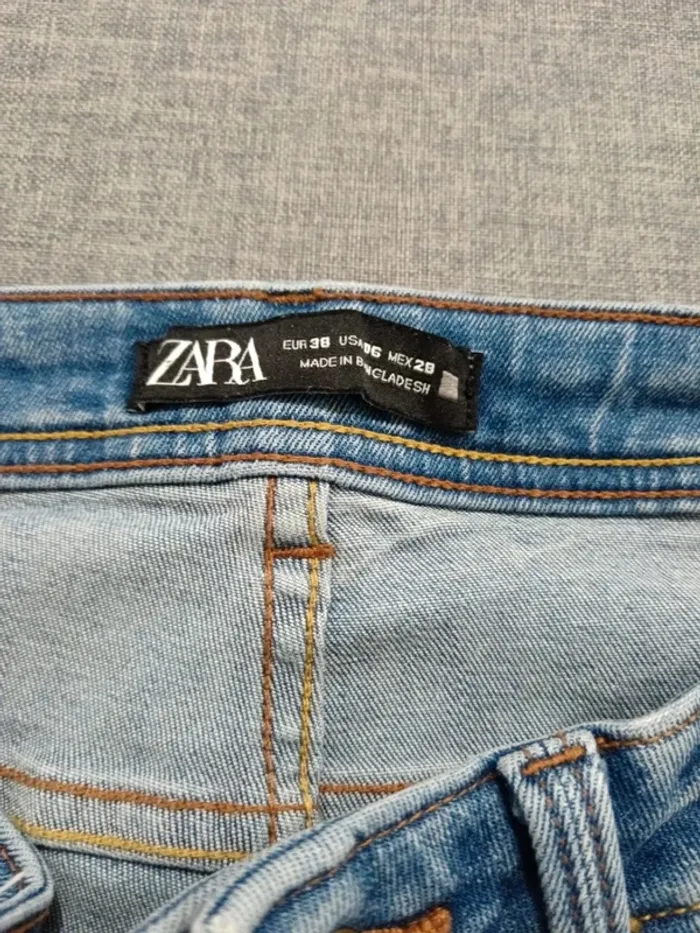 ZARA
EUR 38 USA 06 MEX 28
MADE IN BANGLADESH